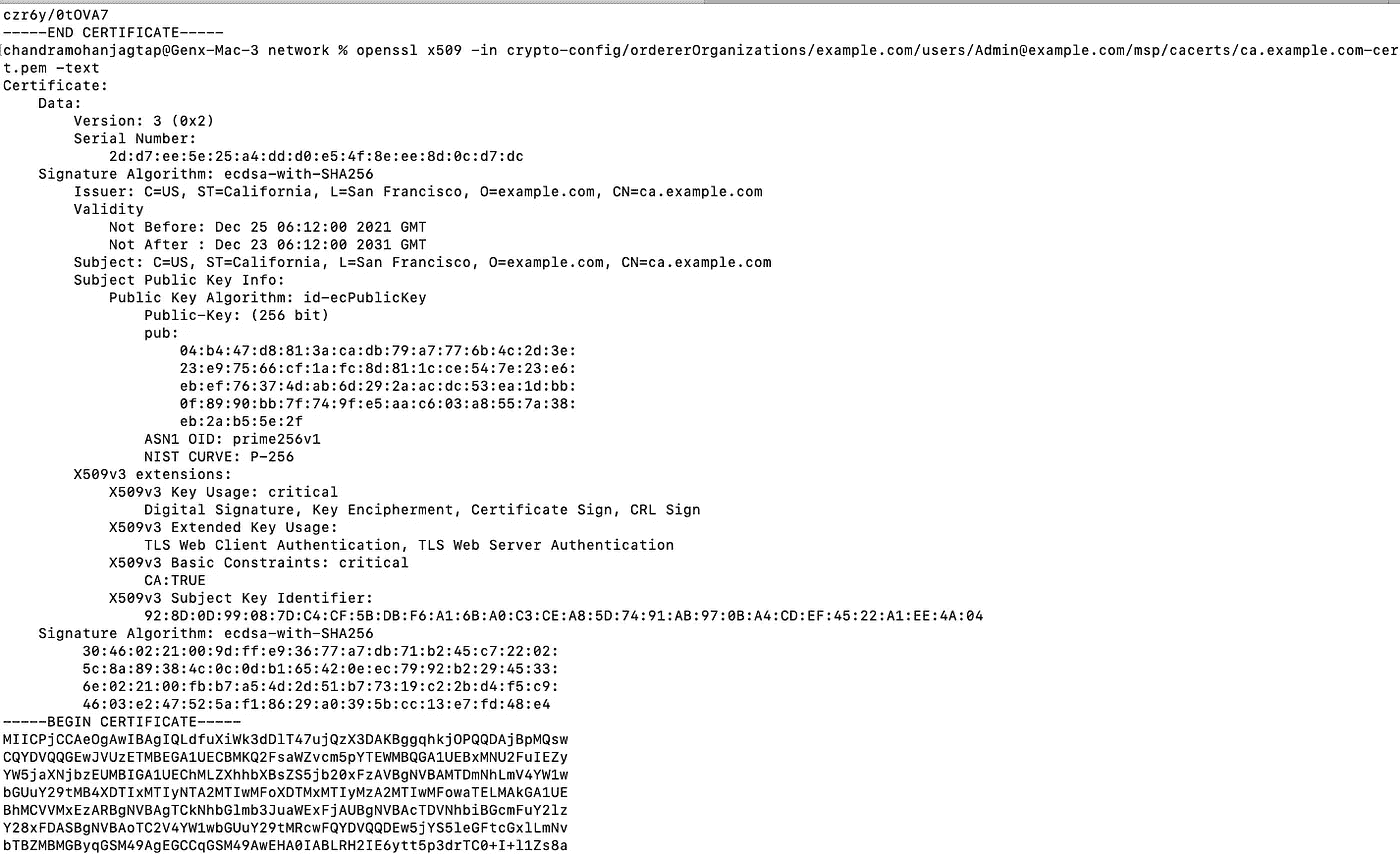 czr6y/0tOVA7
-----END CERTIFICATE-----
chandramohanjagtap@Genx-Mac-3 network % openssl x509 -in crypto-config/ordererOrganizations/example.com/users/Admin@example.com/msp/cacerts/ca.example.com-cer
t.pem -text
Certificate:
    Data:
        Version: 3 (0x2)
        Serial Number:
            2d:d7:ee:5e:25:a4:dd:d0:e5:4f:8e:ee:8d:0c:d7:dc
    Signature Algorithm: ecdsa-with-SHA256
        Issuer: C=US, ST=California, L=San Francisco, O=example.com, CN=ca.example.com
        Validity
            Not Before: Dec 25 06:12:00 2021 GMT
            Not After : Dec 23 06:12:00 2031 GMT
        Subject: C=US, ST=California, L=San Francisco, O=example.com, CN=ca.example.com
        Subject Public Key Info:
            Public Key Algorithm: id-ecPublicKey
                Public-Key: (256 bit)
                pub:
                    04:b4:47:d8:81:3a:ca:db:79:a7:77:6b:4c:2d:3e:
                    23:e9:75:66:cf:1a:fc:8d:81:1c:ce:54:7e:23:e6:
                    eb:ef:76:37:4d:ab:6d:29:2a:ac:dc:53:ea:1d:bb:
                    0f:89:90:bb:7f:74:9f:e5:aa:c6:03:a8:55:7a:38:
                    eb:2a:b5:5e:2f
                ASN1 OID: prime256v1
                NIST CURVE: P-256
        X509v3 extensions:
            X509v3 Key Usage: critical
                Digital Signature, Key Encipherment, Certificate Sign, CRL Sign
            X509v3 Extended Key Usage:
                TLS Web Client Authentication, TLS Web Server Authentication
            X509v3 Basic Constraints: critical
                CA:TRUE
            X509v3 Subject Key Identifier:
                92:8D:0D:99:08:7D:C4:CF:5B:DB:F6:A1:6B:A0:C3:CE:A8:5D:74:91:AB:97:0B:A4:CD:EF:45:22:A1:EE:4A:04
    Signature Algorithm: ecdsa-with-SHA256
         30:46:02:21:00:9d:ff:e9:36:77:a7:db:71:b2:45:c7:22:02:
         5c:8a:89:38:4c:0c:0d:b1:65:42:0e:ec:79:92:b2:29:45:33:
         6e:02:21:00:fb:b7:a5:4d:2d:51:b7:73:19:c2:2b:d4:f5:c9:
         46:03:e2:47:52:5a:f1:86:29:a0:39:5b:cc:13:e7:fd:48:e4
-----BEGIN CERTIFICATE-----
MIICPjCCAeOgAwIBAgIQLdfuXiWk3dDlT47ujQzX3DAKBggqhkjOPQQDAjBpMQsw
CQYDVQQGEwJVUzETMBEGA1UECBMKQ2FsaWZvcm5pYTEWMBQGA1UEBxMNU2FuIEZy
YW5jaXNjbzEUMBIGA1UEChMLZXhhbXBsZS5jb20xFzAVBgNVBAMTDmNhLmV4YW1w
bGUuY29tMB4XDTIxMTIyNTA2MTIwMFoXDTMxMTIyMzA2MTIwMFowaTELMAkGA1UE
BhMCVVMxEzARBgNVBAgTCkNhbGlmb3JuaWExFjAUBgNVBAcTDVNhbiBGcmFuY2lz
Y28xFDASBgNVBAoTC2V4YW1wbGUuY29tMRcwFQYDVQQDEw5jYS5leGFtcGxlLmNv
bTBZMBMGByqGSM49AgEGCCqGSM49AwEHA0IABLRH2IE6ytt5p3drTC0+I+l1Zs8a